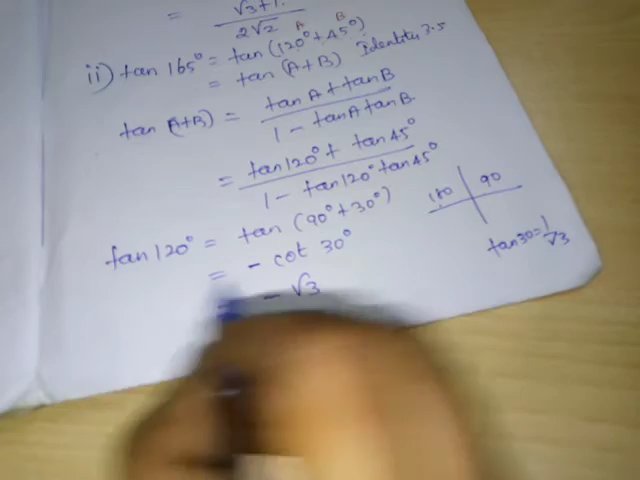 = √3+1
2√2
A B
ii) tan 165° = tan (120° + 45°)
= tan (A+B) Identity 3.5
tan (A+B) = tan A + tan B
1 - tan A tan B
= tan 120° + tan 45°
1 - tan 120° tan 45°
tan 120° = tan (90° + 30°)
= - cot 30°
= - √3
180 90
tan 30 = 1/√3